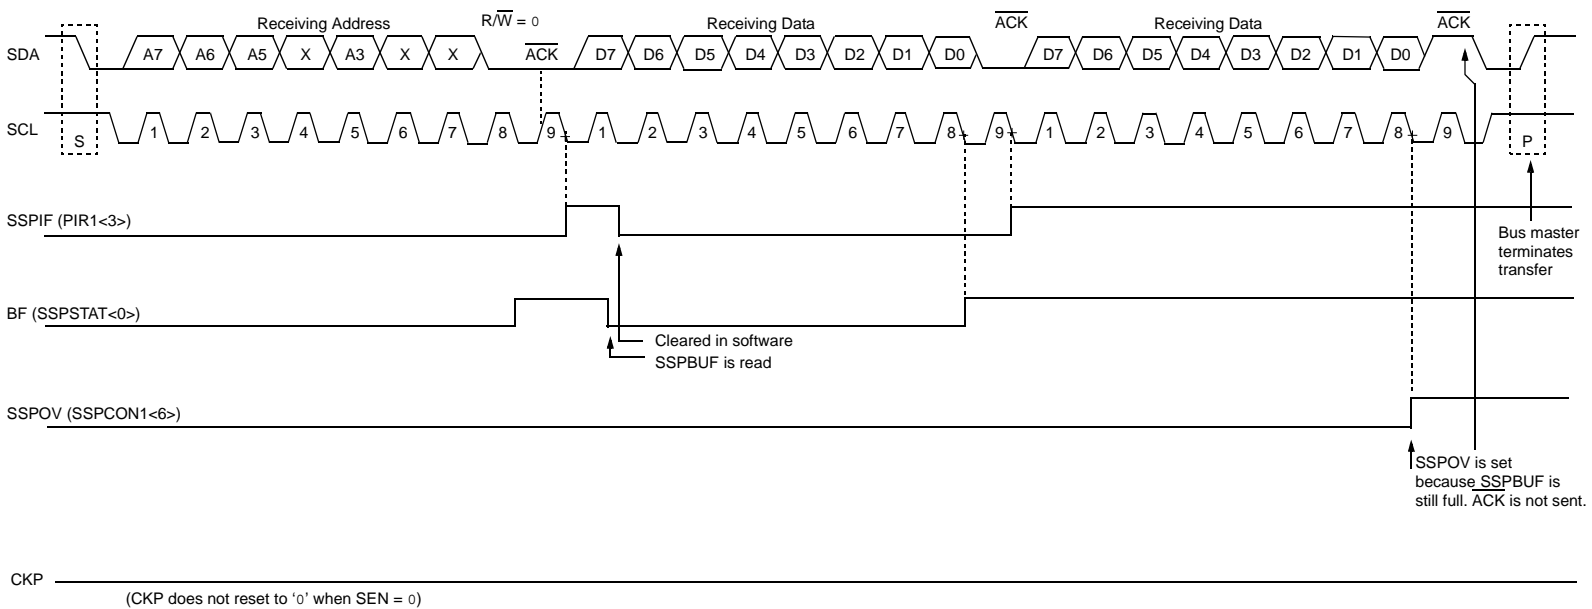 Receiving Address R/W = 0 Receiving Data ACK Receiving Data ACK
SDA A7 A6 A5 X A3 X X ACK D7 D6 D5 D4 D3 D2 D1 D0 D7 D6 D5 D4 D3 D2 D1 D0
SCL S 1 2 3 4 5 6 7 8 9 1 2 3 4 5 6 7 8 9 1 2 3 4 5 6 7 8 9 P
SSPIF (PIR1<3>)
Bus master
terminates
transfer
BF (SSPSTAT<0>)
Cleared in software
SSPBUF is read
SSPOV (SSPCON1<6>)
SSPOV is set
because SSPBUF is
still full. ACK is not sent.
CKP
(CKP does not reset to ‘0’ when SEN = 0)